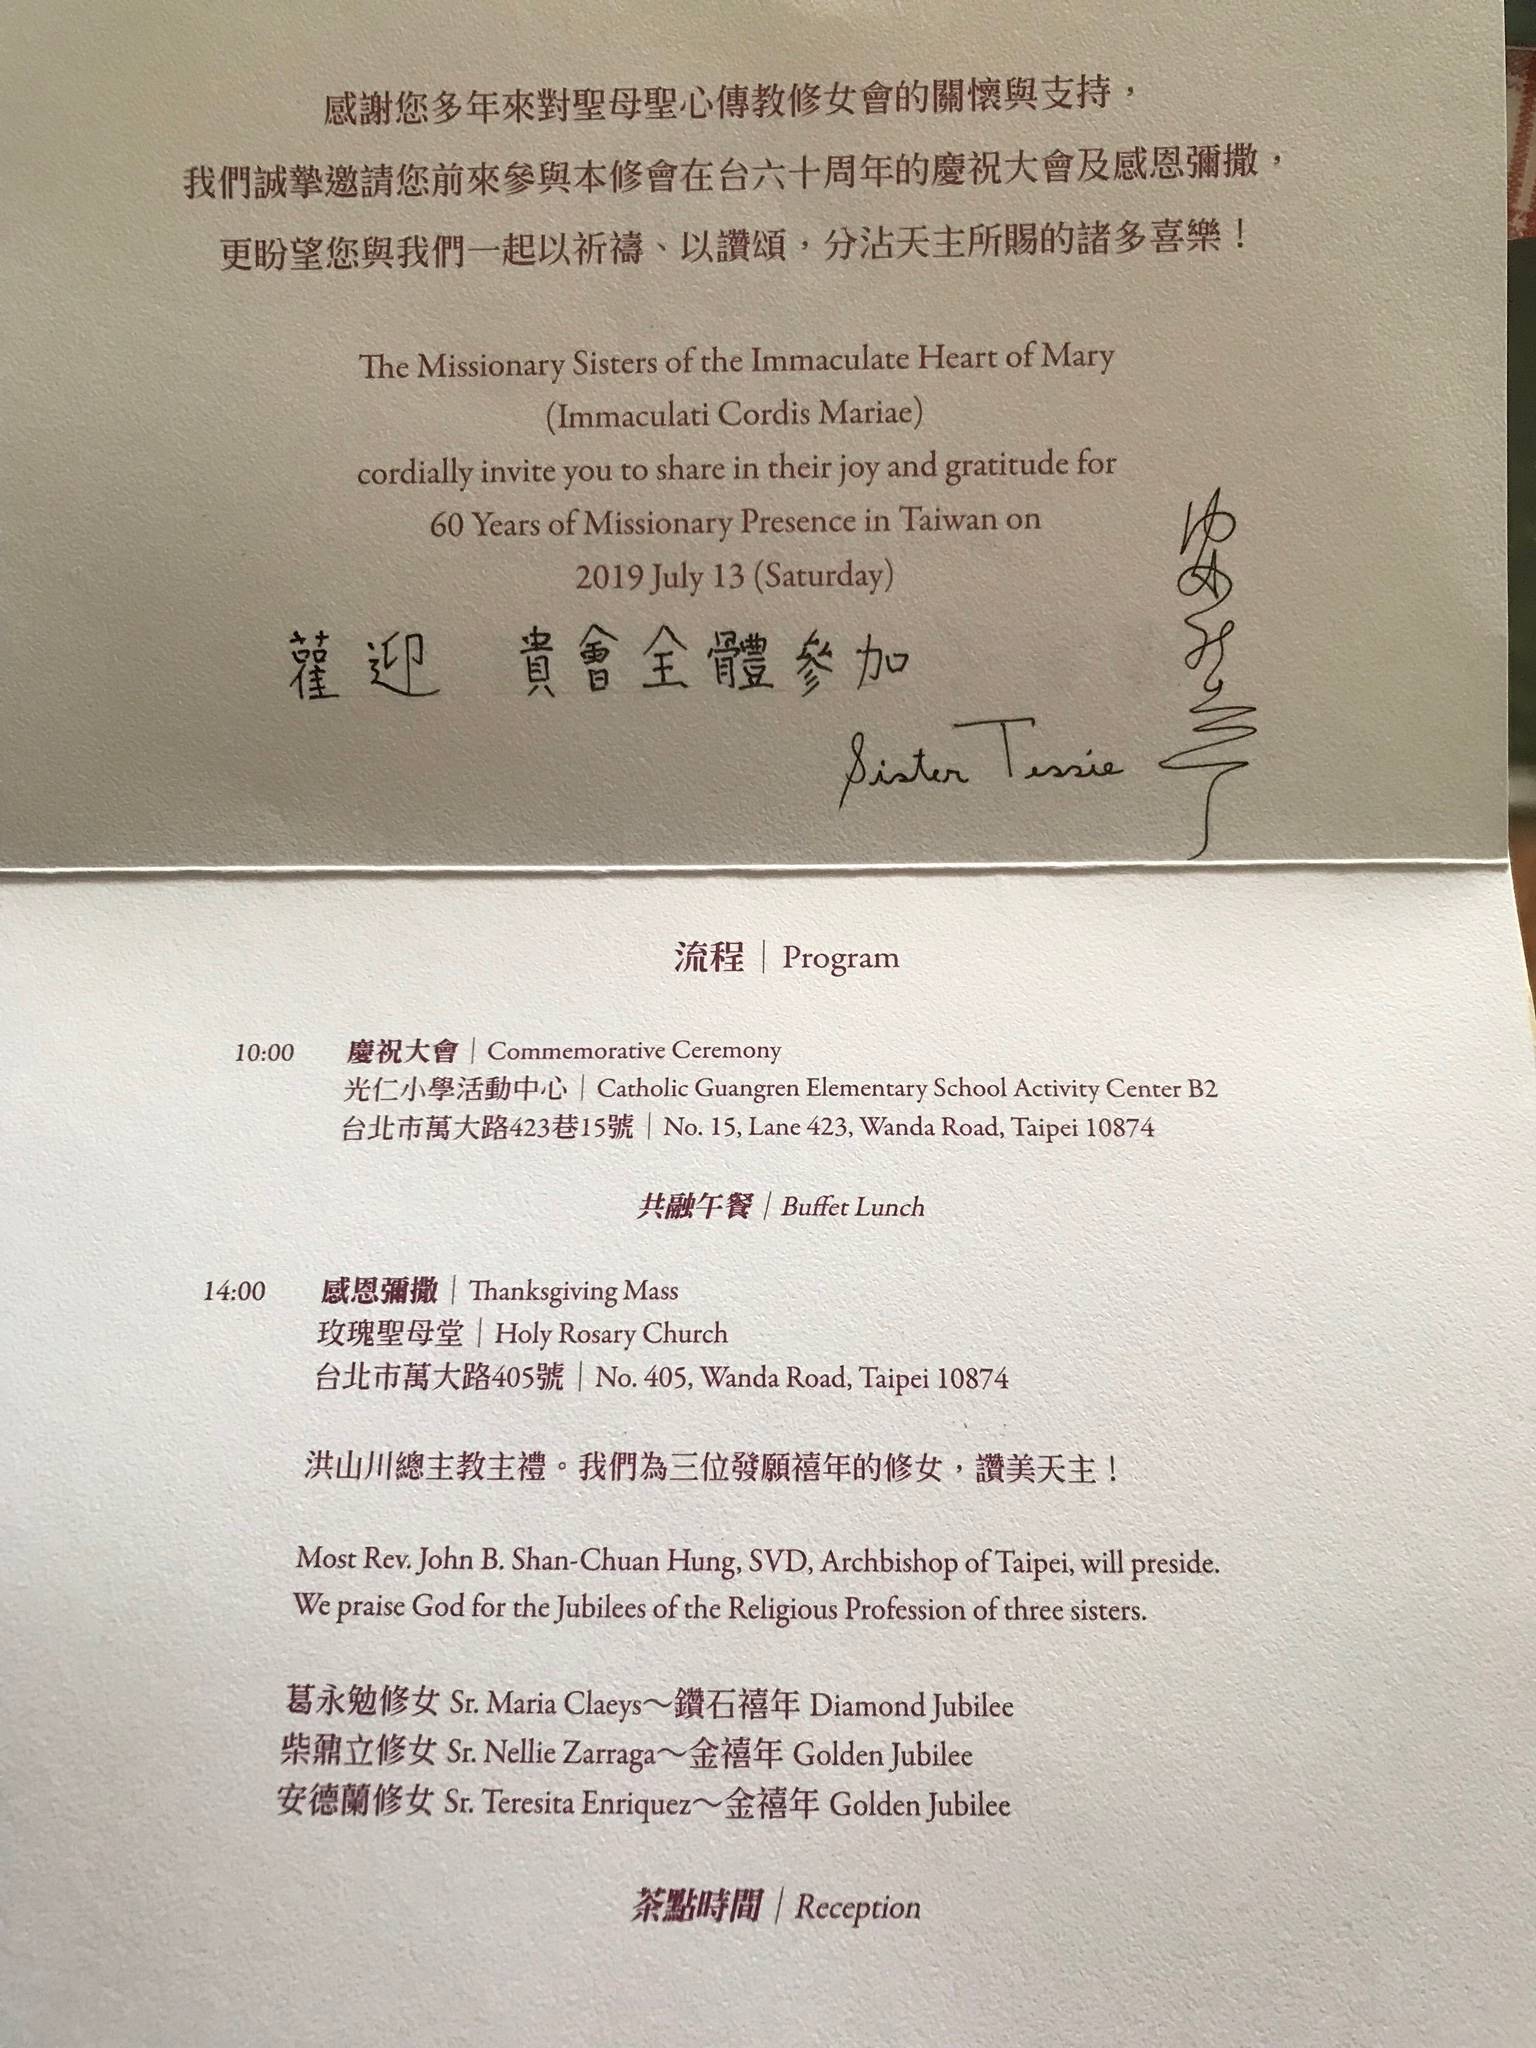 感謝您多年來對聖母聖心傳教修女會的關懷與支持，
我們誠摯邀請您前來參與本修會在台六十周年的慶祝大會及感恩彌撒，
更盼望您與我們一起以祈禱、以讚頌，分沾天主所賜的諸多喜樂！
The Missionary Sisters of the Immaculate Heart of Mary
(Immaculati Cordis Mariae)
cordially invite you to share in their joy and gratitude for
60 Years of Missionary Presence in Taiwan on
2019 July 13 (Saturday)
歡迎 貴會全體參加
Sister Tessie
流程｜Program
10:00 慶祝大會｜Commemorative Ceremony
光仁小學活動中心｜Catholic Guangren Elementary School Activity Center B2
台北市萬大路423巷15號｜No. 15, Lane 423, Wanda Road, Taipei 10874
共融午餐｜Buffet Lunch
14:00 感恩彌撒｜Thanksgiving Mass
玫瑰聖母堂｜Holy Rosary Church
台北市萬大路405號｜No. 405, Wanda Road, Taipei 10874
洪山川總主教主禮。我們為三位發願禧年的修女，讚美天主！
Most Rev. John B. Shan-Chuan Hung, SVD, Archbishop of Taipei, will preside.
We praise God for the Jubilees of the Religious Profession of three sisters.
葛永勉修女 Sr. Maria Claeys～鑽石禧年 Diamond Jubilee
柴鼐立修女 Sr. Nellie Zarraga～金禧年 Golden Jubilee
安德蘭修女 Sr. Teresita Enriquez～金禧年 Golden Jubilee
茶點時間｜Reception